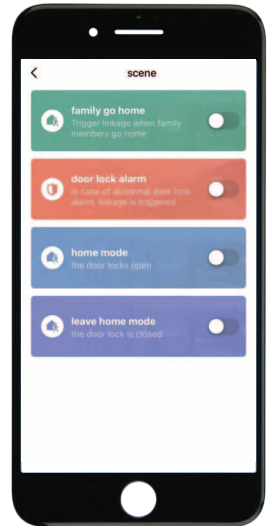 scene
family go home
Trigger linkage when family
members go home
door lock alarm
in case of abnormal door lock
alarm, linkage is triggered
home mode
the door locks open
leave home mode
the door lock is closed